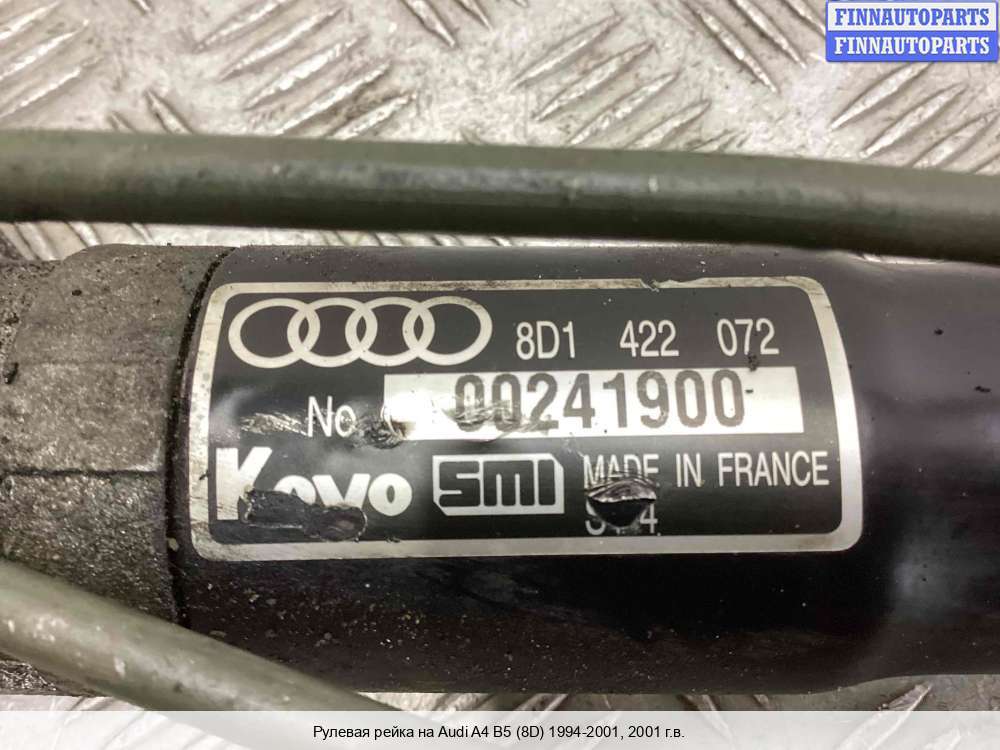 FINNAUTOPARTS
FINNAUTOPARTS
8D1 422 072
No 00241900
Koyo SMI MADE IN FRANCE
Рулевая рейка на Audi A4 B5 (8D) 1994-2001, 2001 г.в.